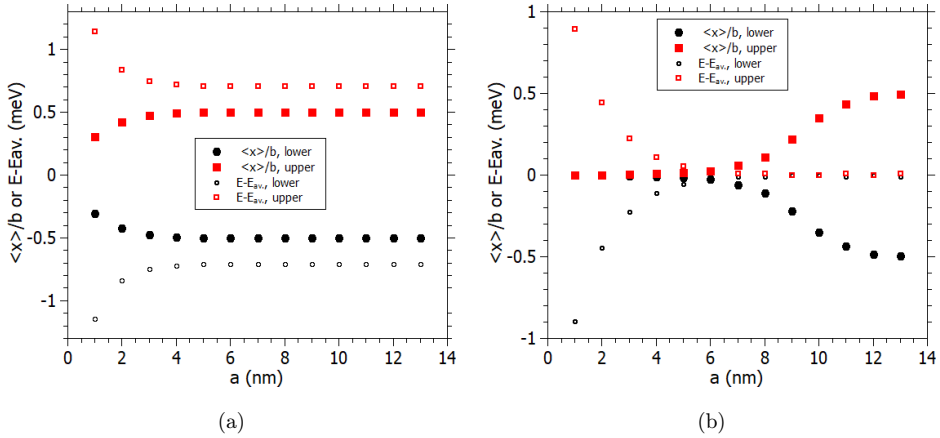 1
0.5
0
-0.5
-1
<x>/b or E-Eav. (meV)
<x>/b, lower
<x>/b, upper
E-Eav., lower
E-Eav., upper
0 2 4 6 8 10 12 14
a (nm)
(a)
1
0.5
0
-0.5
-1
<x>/b or E-Eav. (meV)
<x>/b, lower
<x>/b, upper
E-Eav., lower
E-Eav., upper
0 2 4 6 8 10 12 14
a (nm)
(b)